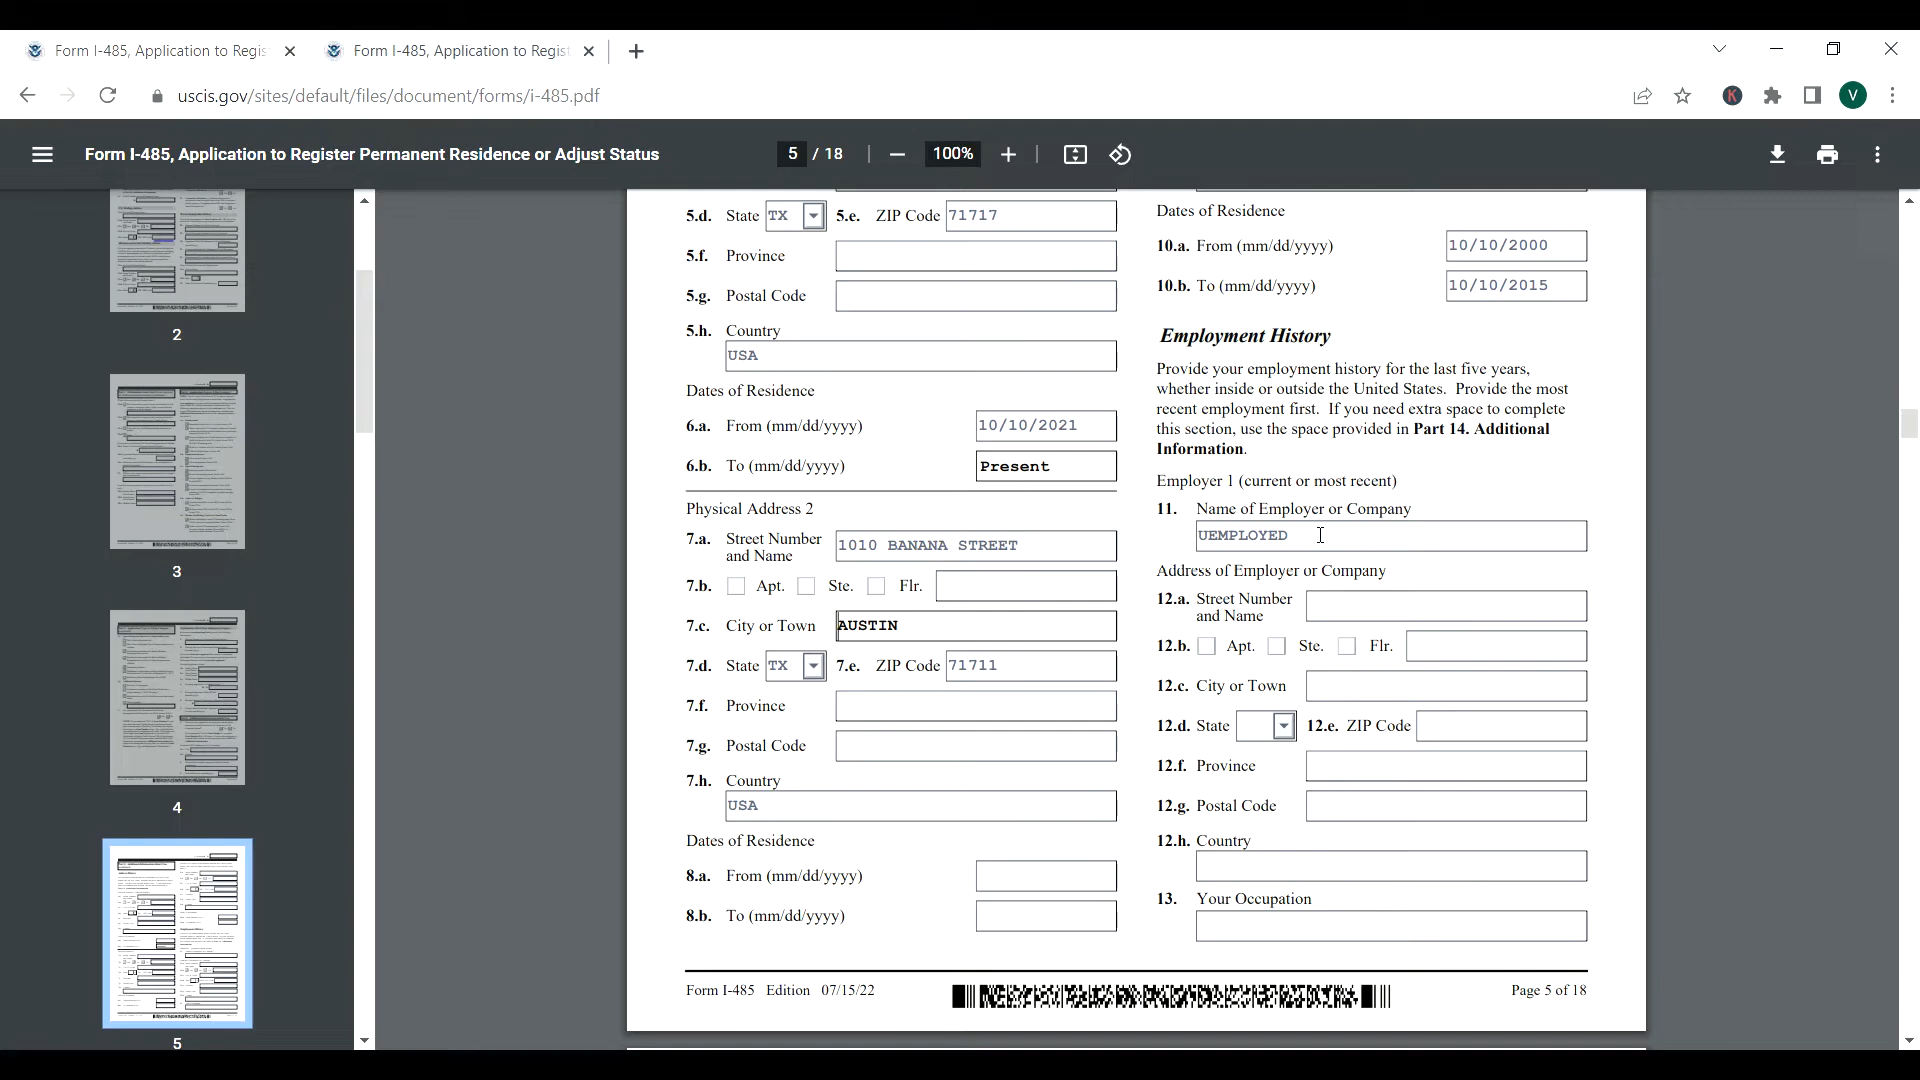 Form I-485, Application to Regis
Form I-485, Application to Regist
uscis.gov/sites/default/files/document/forms/i-485.pdf
K
V
Form I-485, Application to Register Permanent Residence or Adjust Status
5 / 18
100%
2
3
4
5
5.d. State TX 5.e. ZIP Code 71717
5.f. Province
5.g. Postal Code
5.h. Country
USA
Dates of Residence
6.a. From (mm/dd/yyyy) 10/10/2021
6.b. To (mm/dd/yyyy) Present
Physical Address 2
7.a. Street Number and Name 1010 BANANA STREET
7.b. Apt. Ste. Flr.
7.c. City or Town AUSTIN
7.d. State TX 7.e. ZIP Code 71711
7.f. Province
7.g. Postal Code
7.h. Country
USA
Dates of Residence
8.a. From (mm/dd/yyyy)
8.b. To (mm/dd/yyyy)
Dates of Residence
10.a. From (mm/dd/yyyy) 10/10/2000
10.b. To (mm/dd/yyyy) 10/10/2015
Employment History
Provide your employment history for the last five years,
whether inside or outside the United States. Provide the most
recent employment first. If you need extra space to complete
this section, use the space provided in Part 14. Additional
Information.
Employer 1 (current or most recent)
11. Name of Employer or Company
UEMPLOYED
Address of Employer or Company
12.a. Street Number and Name
12.b. Apt. Ste. Flr.
12.c. City or Town
12.d. State 12.e. ZIP Code
12.f. Province
12.g. Postal Code
12.h. Country
13. Your Occupation
Form I-485 Edition 07/15/22
Page 5 of 18